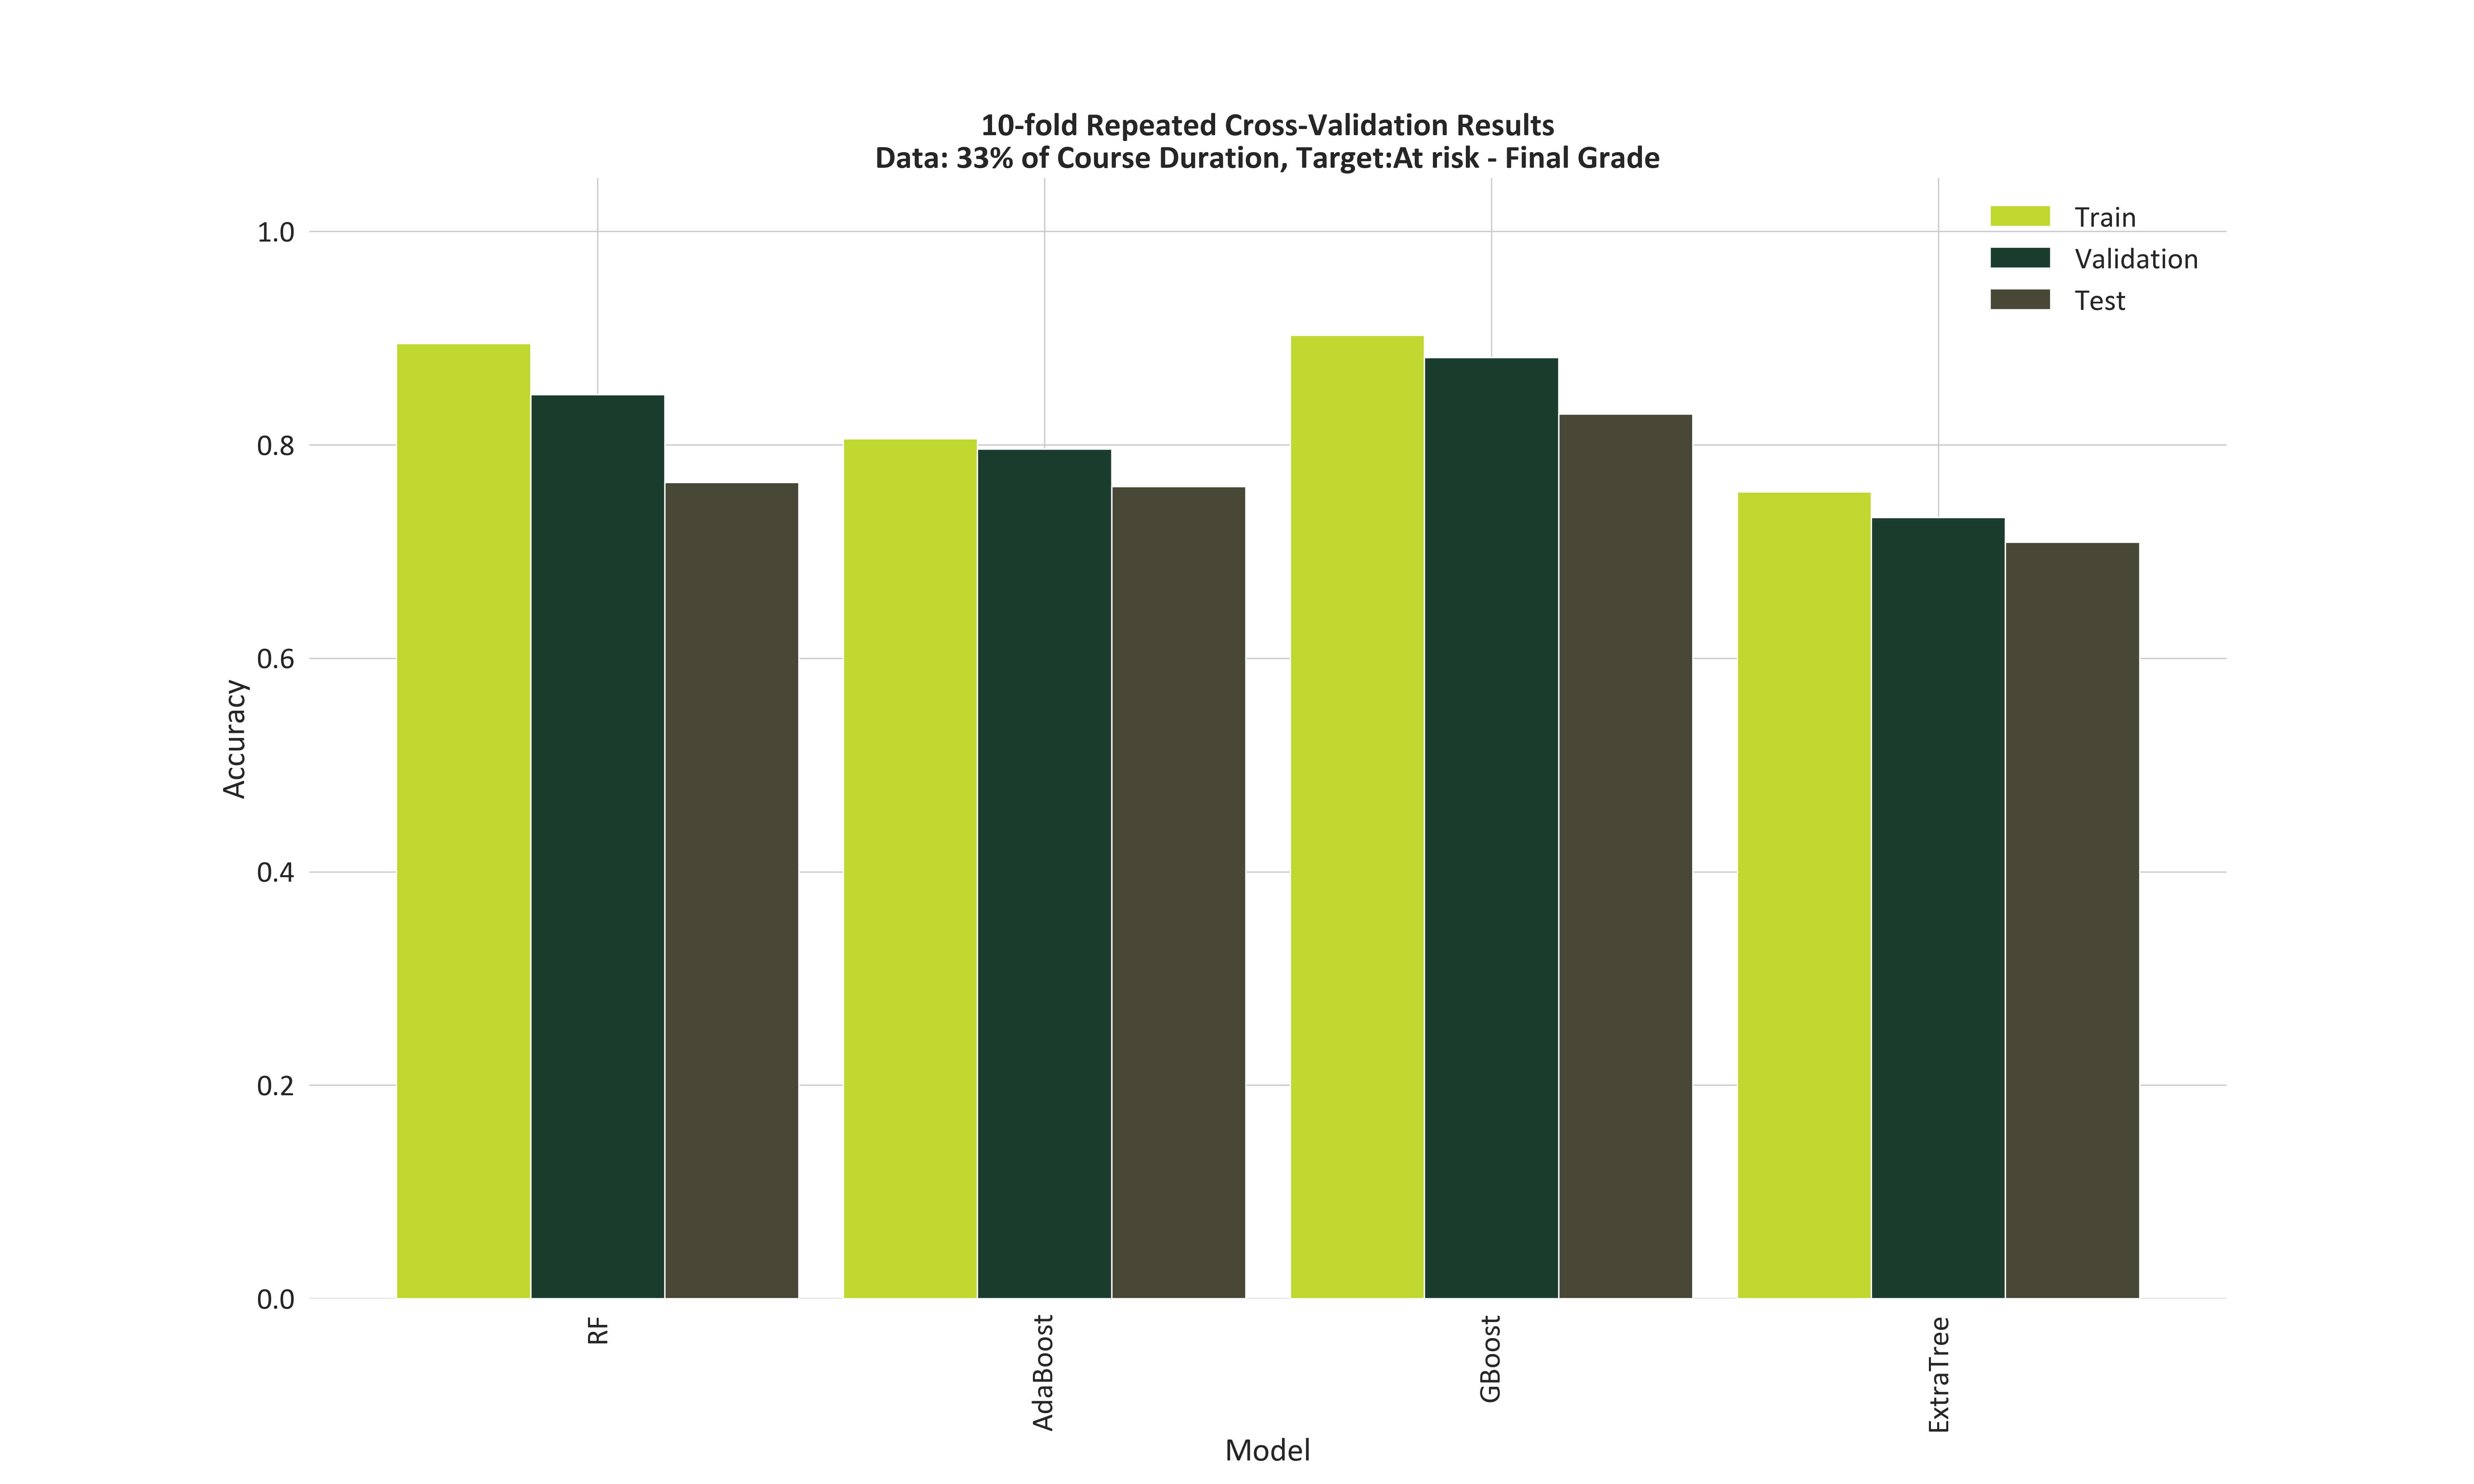 10-fold Repeated Cross-Validation Results
Data: 33% of Course Duration, Target:At risk - Final Grade
Train
Validation
Test
1.0
0.8
0.6
0.4
0.2
0.0
Accuracy
RF
AdaBoost
GBoost
ExtraTree
Model